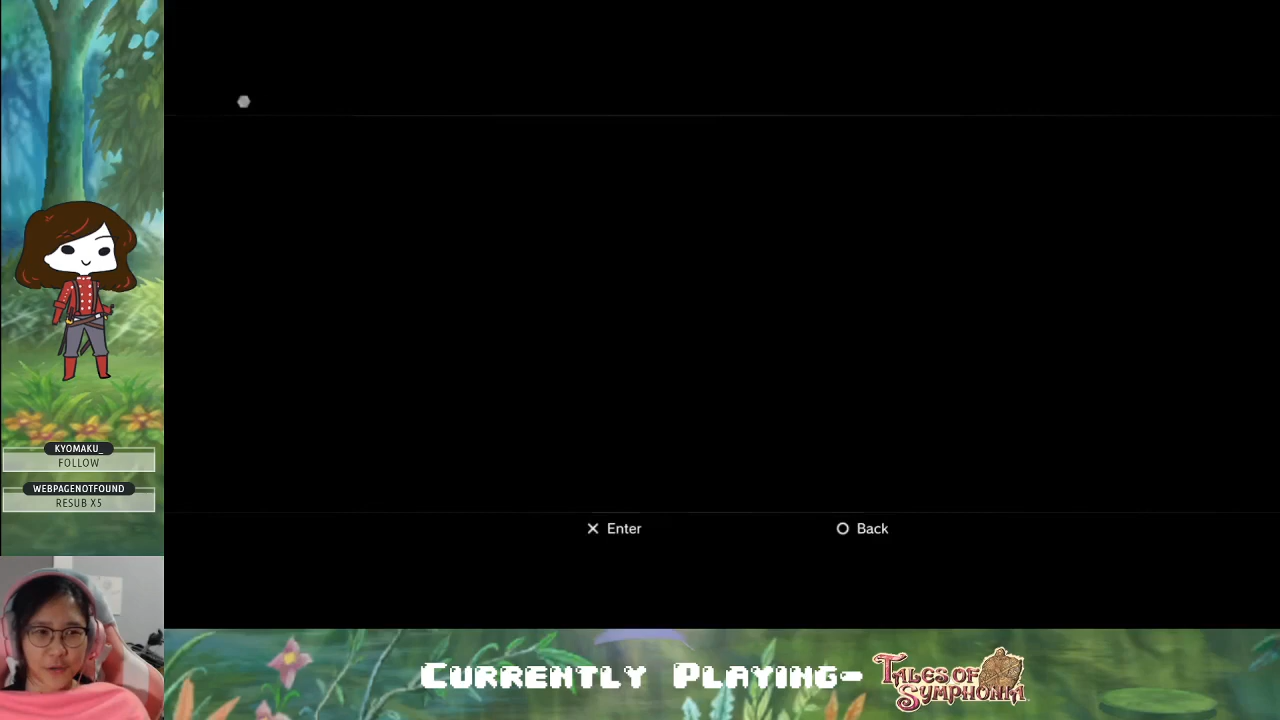 KYOMAKU_
FOLLOW
WEBPAGENOTFOUND
RESUB X5
Enter
Back
CURRENTLY PLAYING-
TALES OF
SYMPHONIA